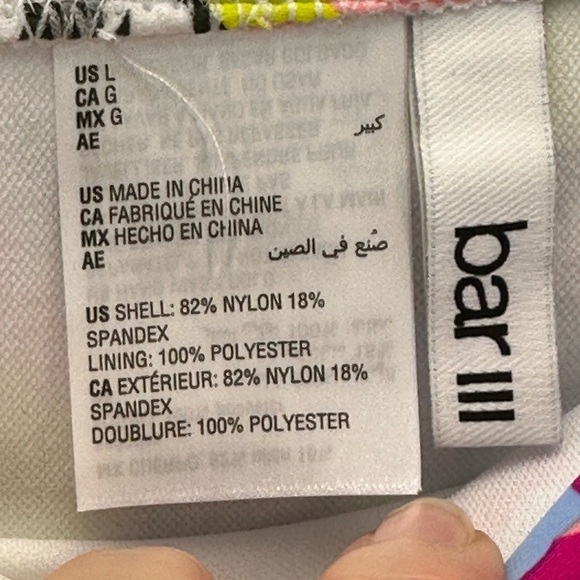 US L
CA G
MX G
AE كبير
US MADE IN CHINA
CA FABRIQUÉ EN CHINE
MX HECHO EN CHINA
AE صُنع في الصين
US SHELL: 82% NYLON 18%
SPANDEX
LINING: 100% POLYESTER
CA EXTÉRIEUR: 82% NYLON 18%
SPANDEX
DOUBLURE: 100% POLYESTER
bar III